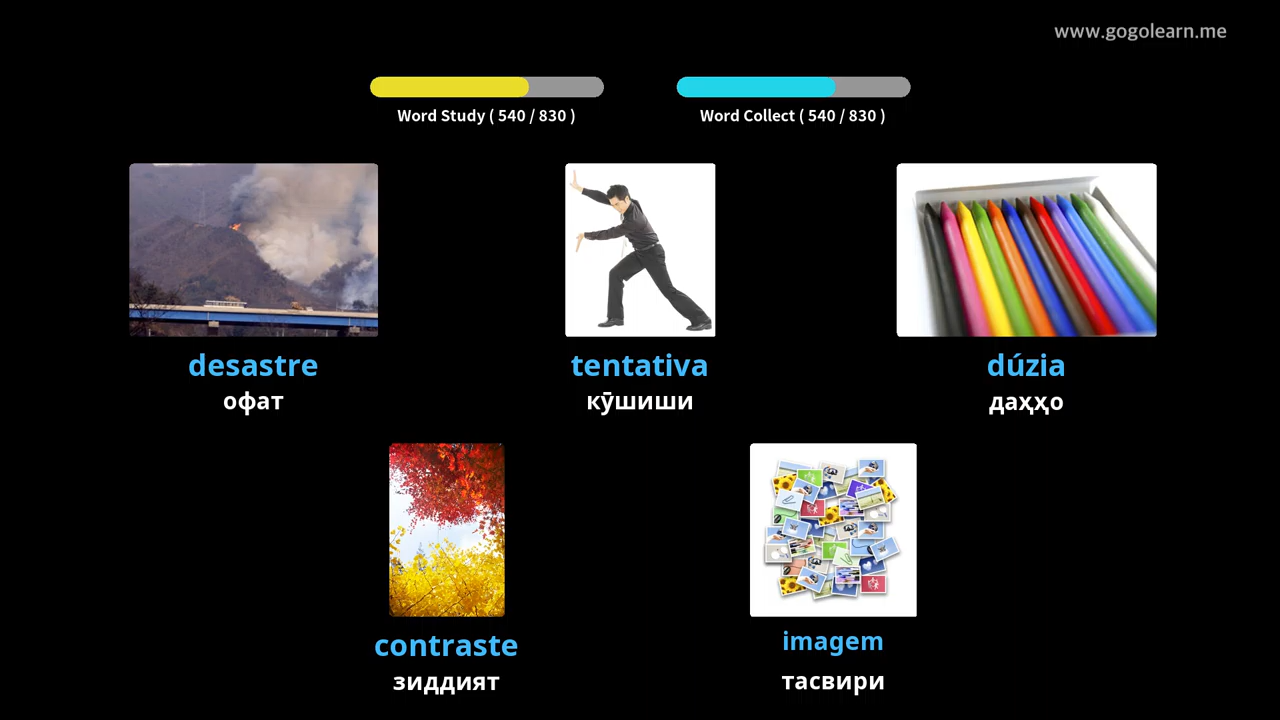 www.gogolearn.me
Word Study ( 540 / 830 )
Word Collect ( 540 / 830 )
desastre
офат
tentativa
кӯшиши
dúzia
даҳҳо
contraste
зиддият
imagem
тасвири